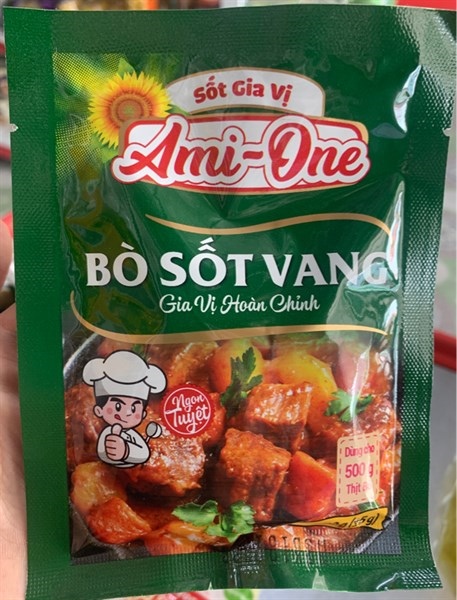 Sốt Gia Vị
Ami-One
BÒ SỐT VANG
Gia Vị Hoàn Chỉnh
Ngon
Tuyệt
Dùng cho
500g
Thịt